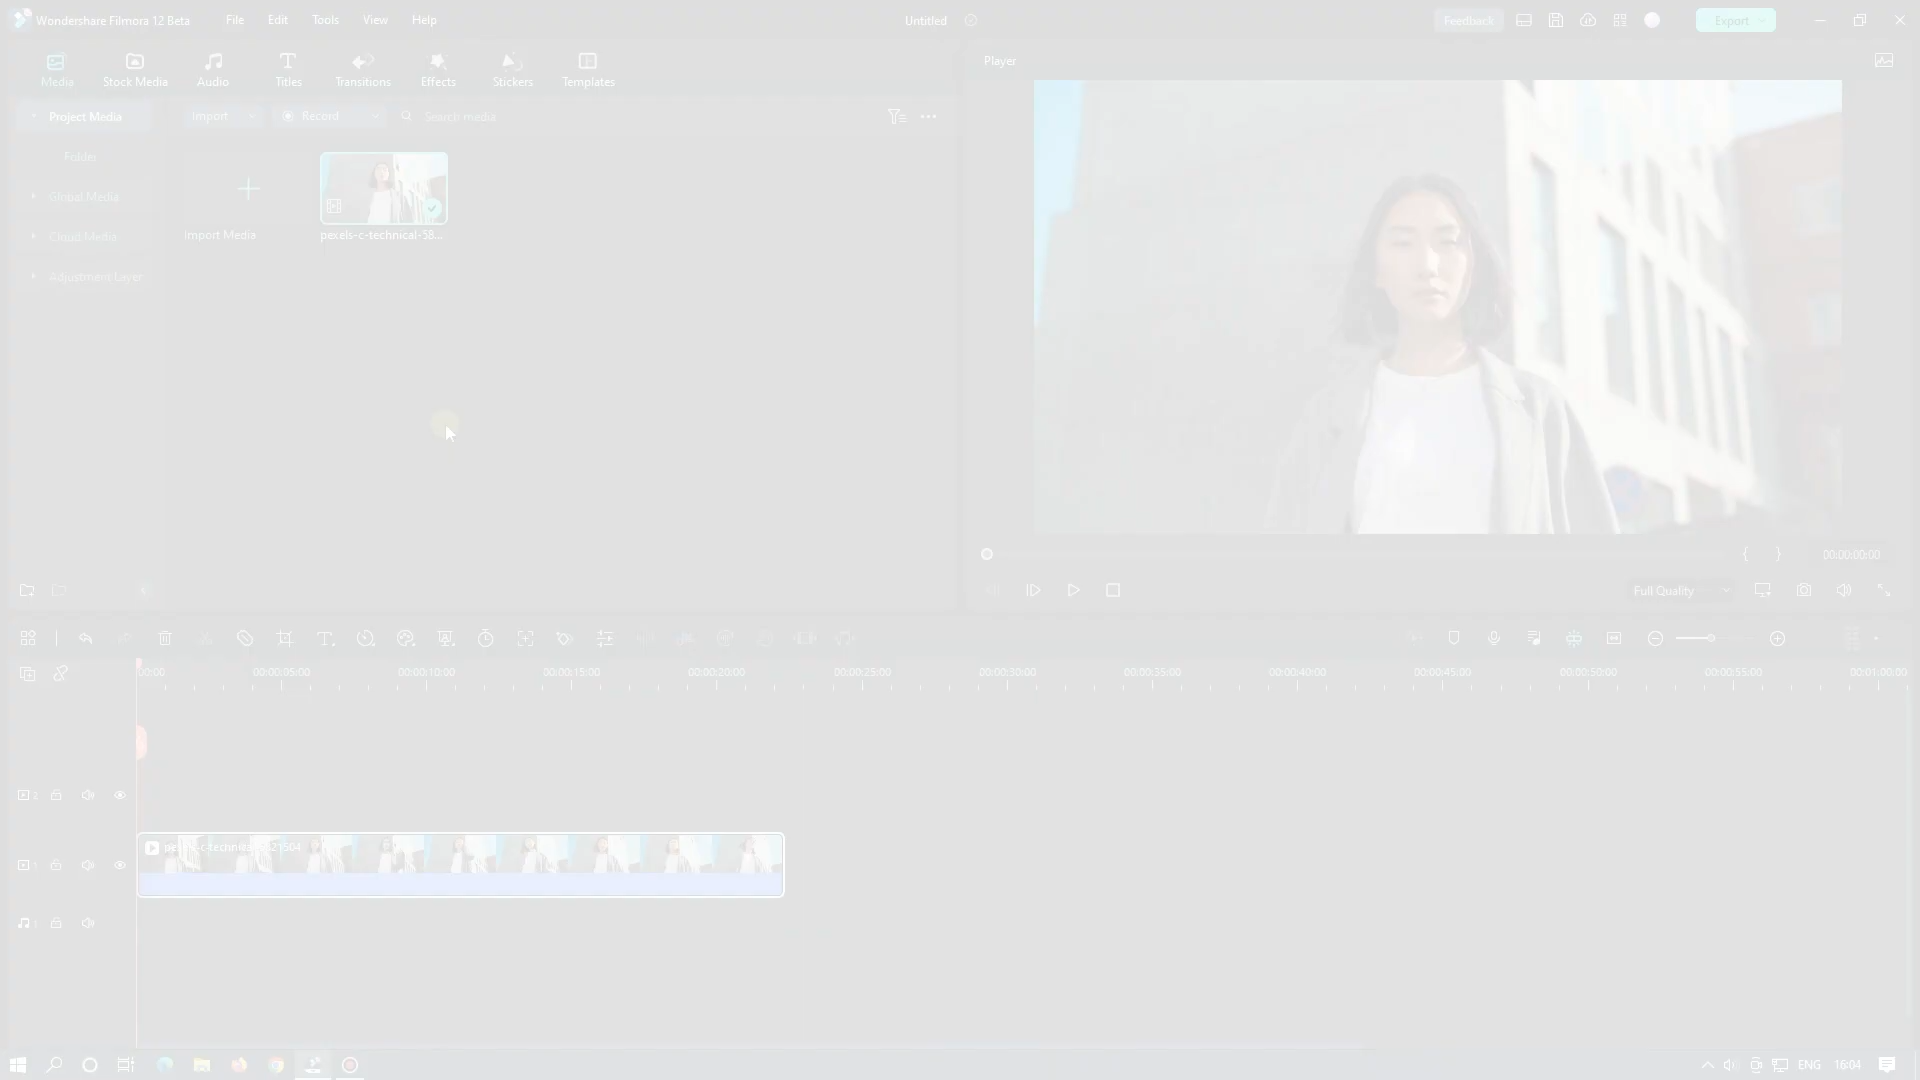 Wondershare Filmora 12 Beta
File Edit Tools View Help
Untitled
Feedback
Export
Media
Stock Media
Audio
Titles
Transitions
Effects
Stickers
Templates
Player
Project Media
Import
Record
Search media
Folder
Global Media
Cloud Media
Adjustment Layer
Import Media
pexels-c-technical-58...
{ } 00:00:00:00
Full Quality
00:00 00:00:05:00 00:00:10:00 00:00:15:00 00:00:20:00 00:00:25:00 00:00:30:00 00:00:35:00 00:00:40:00 00:00:45:00 00:00:50:00 00:00:55:00 00:01:00:00
2
1
1
ENG 16:04